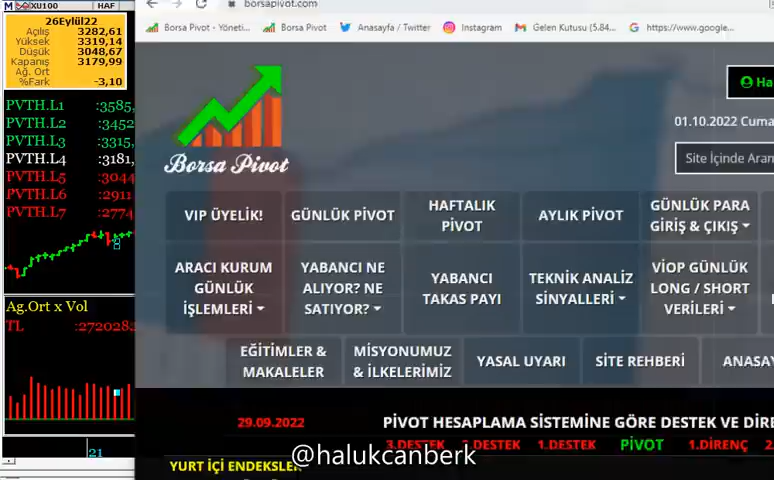 XU100 HAF
26Eylül22
Açılış 3282,61
Yüksek 3319,14
Düşük 3048,67
Kapanış 3179,99
Ağ. Ort
%Fark -3,10
PVTH.L1 :3585,
PVTH.L2 :3452
PVTH.L3 :3315,
PVTH.L4 :3181,
PVTH.L5 :3044
PVTH.L6 :2911
PVTH.L7 :2774
Ag.Ort x Vol
TL :272028,
21
borsapivot.com
Borsa Pivot - Yöneti... Borsa Pivot Anasayfa / Twitter Instagram Gelen Kutusu (5.84... https://www.google...
Borsa Pivot
Ha
01.10.2022 Cuma
Site İçinde Aran
VIP ÜYELİK! GÜNLÜK PİVOT HAFTALIK PİVOT AYLIK PİVOT GÜNLÜK PARA GİRİŞ & ÇIKIŞ
ARACI KURUM GÜNLÜK İŞLEMLERİ YABANCI NE ALIYOR? NE SATIYOR? YABANCI TAKAS PAYI TEKNİK ANALİZ SİNYALLERİ VİOP GÜNLÜK LONG / SHORT VERİLERİ
EĞİTİMLER & MAKALELER MİSYONUMUZ & İLKELERİMİZ YASAL UYARI SİTE REHBERİ ANASAY
29.09.2022 PİVOT HESAPLAMA SİSTEMİNE GÖRE DESTEK VE DİRE
3.DESTEK 2.DESTEK 1.DESTEK PİVOT 1.DİRENÇ 2.
@halukcanberk
YURT İÇİ ENDEKSLER